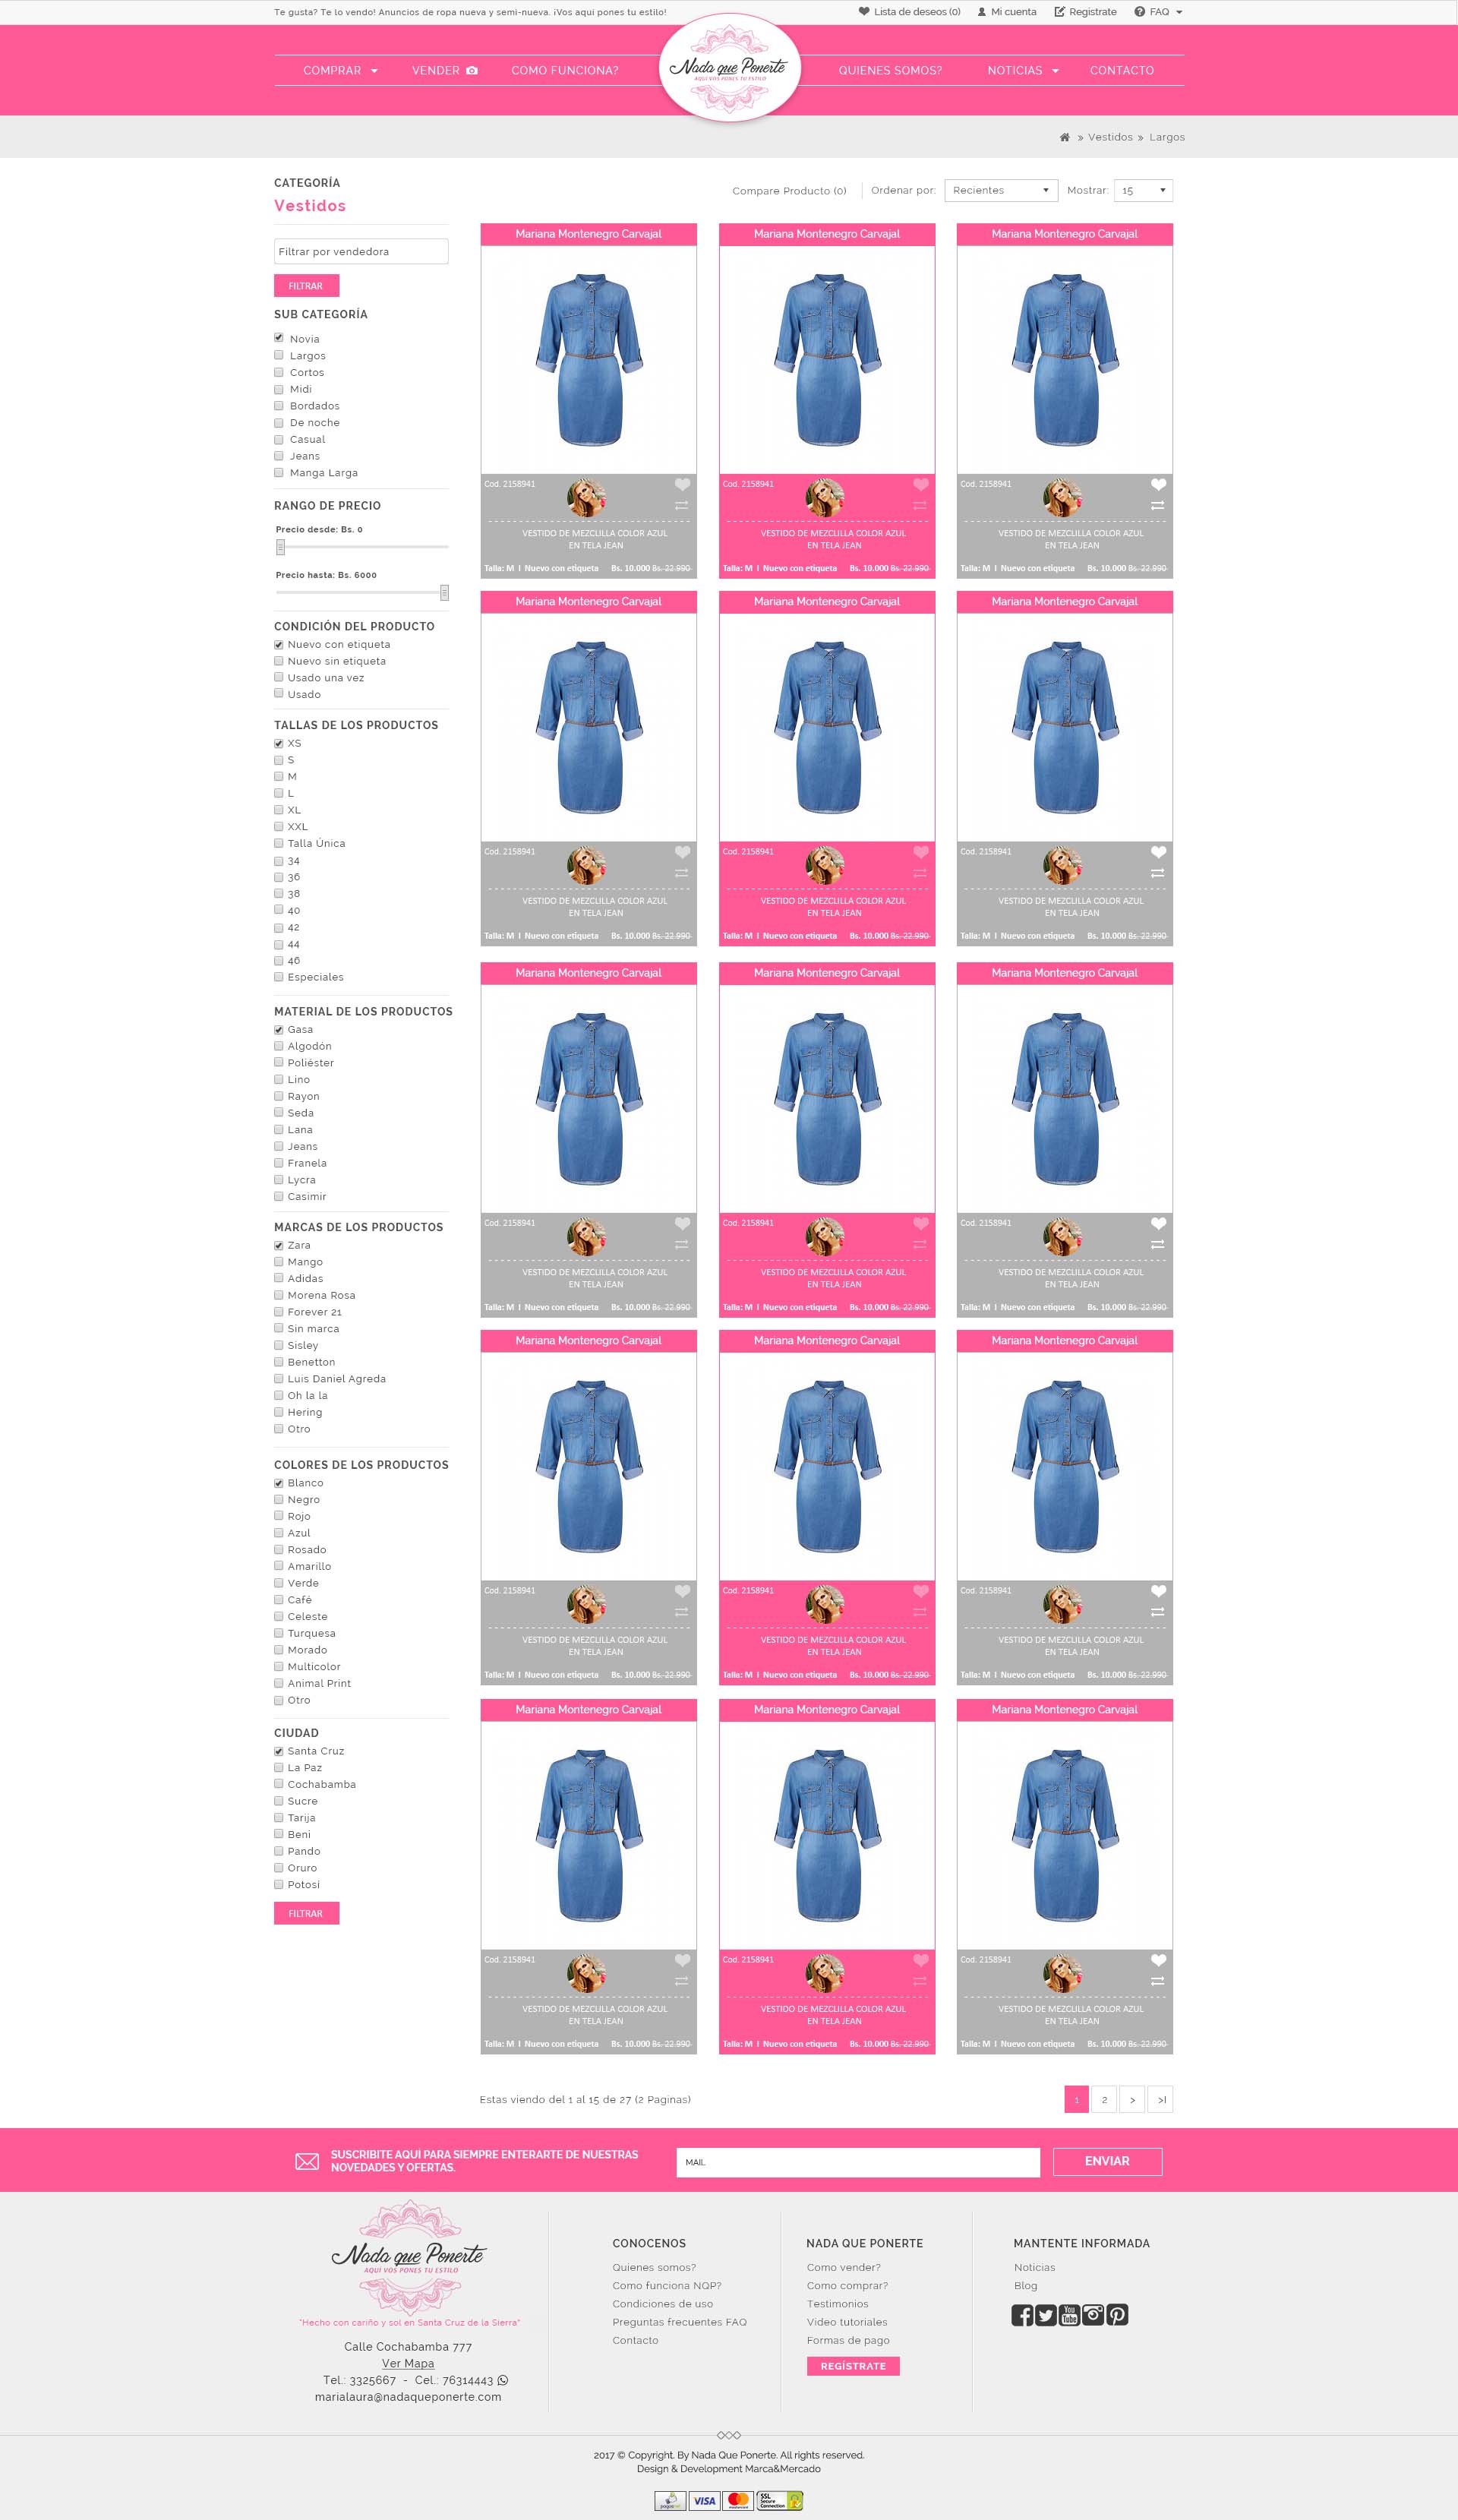 Te gusta? Te lo vendo! Anuncios de ropa nueva y semi-nueva. ¡Vos aquí pones tu estilo!
Lista de deseos (0) Mi cuenta Registrate FAQ
COMPRAR VENDER COMO FUNCIONA? QUIENES SOMOS? NOTICIAS CONTACTO
Nada que Ponerte
AQUÍ VOS PONES TU ESTILO
» Vestidos » Largos
CATEGORÍA
Vestidos
Filtrar por vendedora
FILTRAR
SUB CATEGORÍA
Novia
Largos
Cortos
Midi
Bordados
De noche
Casual
Jeans
Manga Larga
RANGO DE PRECIO
Precio desde: Bs. 0
Precio hasta: Bs. 6000
CONDICIÓN DEL PRODUCTO
Nuevo con etiqueta
Nuevo sin etiqueta
Usado una vez
Usado
TALLAS DE LOS PRODUCTOS
XS
S
M
L
XL
XXL
Talla Única
34
36
38
40
42
44
46
Especiales
MATERIAL DE LOS PRODUCTOS
Gasa
Algodón
Poliéster
Lino
Rayon
Seda
Lana
Jeans
Franela
Lycra
Casimir
MARCAS DE LOS PRODUCTOS
Zara
Mango
Adidas
Morena Rosa
Forever 21
Sin marca
Sisley
Benetton
Luis Daniel Agreda
Oh la la
Hering
Otro
COLORES DE LOS PRODUCTOS
Blanco
Negro
Rojo
Azul
Rosado
Amarillo
Verde
Café
Celeste
Turquesa
Morado
Multicolor
Animal Print
Otro
CIUDAD
Santa Cruz
La Paz
Cochabamba
Sucre
Tarija
Beni
Pando
Oruro
Potosí
FILTRAR
Compare Producto (0) Ordenar por: Recientes Mostrar: 15
Mariana Montenegro Carvajal Mariana Montenegro Carvajal Mariana Montenegro Carvajal
Cod. 2158941 Cod. 2158941 Cod. 2158941
VESTIDO DE MEZCLILLA COLOR AZUL VESTIDO DE MEZCLILLA COLOR AZUL VESTIDO DE MEZCLILLA COLOR AZUL
EN TELA JEAN EN TELA JEAN EN TELA JEAN
Talla: M I Nuevo con etiqueta Bs. 10.000 Bs. 22.990 Talla: M I Nuevo con etiqueta Bs. 10.000 Bs. 22.990 Talla: M I Nuevo con etiqueta Bs. 10.000 Bs. 22.990
Mariana Montenegro Carvajal Mariana Montenegro Carvajal Mariana Montenegro Carvajal
Cod. 2158941 Cod. 2158941 Cod. 2158941
VESTIDO DE MEZCLILLA COLOR AZUL VESTIDO DE MEZCLILLA COLOR AZUL VESTIDO DE MEZCLILLA COLOR AZUL
EN TELA JEAN EN TELA JEAN EN TELA JEAN
Talla: M I Nuevo con etiqueta Bs. 10.000 Bs. 22.990 Talla: M I Nuevo con etiqueta Bs. 10.000 Bs. 22.990 Talla: M I Nuevo con etiqueta Bs. 10.000 Bs. 22.990
Mariana Montenegro Carvajal Mariana Montenegro Carvajal Mariana Montenegro Carvajal
Cod. 2158941 Cod. 2158941 Cod. 2158941
VESTIDO DE MEZCLILLA COLOR AZUL VESTIDO DE MEZCLILLA COLOR AZUL VESTIDO DE MEZCLILLA COLOR AZUL
EN TELA JEAN EN TELA JEAN EN TELA JEAN
Talla: M I Nuevo con etiqueta Bs. 10.000 Bs. 22.990 Talla: M I Nuevo con etiqueta Bs. 10.000 Bs. 22.990 Talla: M I Nuevo con etiqueta Bs. 10.000 Bs. 22.990
Mariana Montenegro Carvajal Mariana Montenegro Carvajal Mariana Montenegro Carvajal
Cod. 2158941 Cod. 2158941 Cod. 2158941
VESTIDO DE MEZCLILLA COLOR AZUL VESTIDO DE MEZCLILLA COLOR AZUL VESTIDO DE MEZCLILLA COLOR AZUL
EN TELA JEAN EN TELA JEAN EN TELA JEAN
Talla: M I Nuevo con etiqueta Bs. 10.000 Bs. 22.990 Talla: M I Nuevo con etiqueta Bs. 10.000 Bs. 22.990 Talla: M I Nuevo con etiqueta Bs. 10.000 Bs. 22.990
Mariana Montenegro Carvajal Mariana Montenegro Carvajal Mariana Montenegro Carvajal
Cod. 2158941 Cod. 2158941 Cod. 2158941
VESTIDO DE MEZCLILLA COLOR AZUL VESTIDO DE MEZCLILLA COLOR AZUL VESTIDO DE MEZCLILLA COLOR AZUL
EN TELA JEAN EN TELA JEAN EN TELA JEAN
Talla: M I Nuevo con etiqueta Bs. 10.000 Bs. 22.990 Talla: M I Nuevo con etiqueta Bs. 10.000 Bs. 22.990 Talla: M I Nuevo con etiqueta Bs. 10.000 Bs. 22.990
Estas viendo del 1 al 15 de 27 (2 Paginas) 1 2 > >I
SUSCRIBITE AQUÍ PARA SIEMPRE ENTERARTE DE NUESTRAS
NOVEDADES Y OFERTAS.
MAIL
ENVIAR
Nada que Ponerte
AQUÍ VOS PONES TU ESTILO
"Hecho con cariño y sol en Santa Cruz de la Sierra"
Calle Cochabamba 777
Ver Mapa
Tel.: 3325667 - Cel.: 76314443
marialaura@nadaqueponerte.com
CONOCENOS
Quienes somos?
Como funciona NQP?
Condiciones de uso
Preguntas frecuentes FAQ
Contacto
NADA QUE PONERTE
Como vender?
Como comprar?
Testimonios
Video tutoriales
Formas de pago
REGÍSTRATE
MANTENTE INFORMADA
Noticias
Blog
You Tube
2017 © Copyright. By Nada Que Ponerte. All rights reserved.
Design & Development Marca&Mercado
VISA
SSL
Secure
Connection